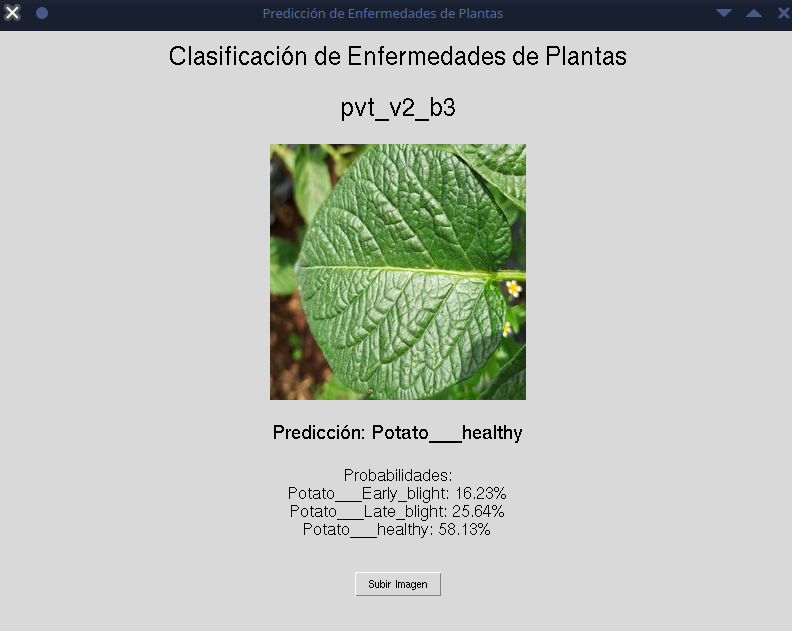 Predicción de Enfermedades de Plantas
Clasificación de Enfermedades de Plantas
pvt_v2_b3
Predicción: Potato___healthy
Probabilidades:
Potato___Early_blight: 16.23%
Potato___Late_blight: 25.64%
Potato___healthy: 58.13%
Subir Imagen